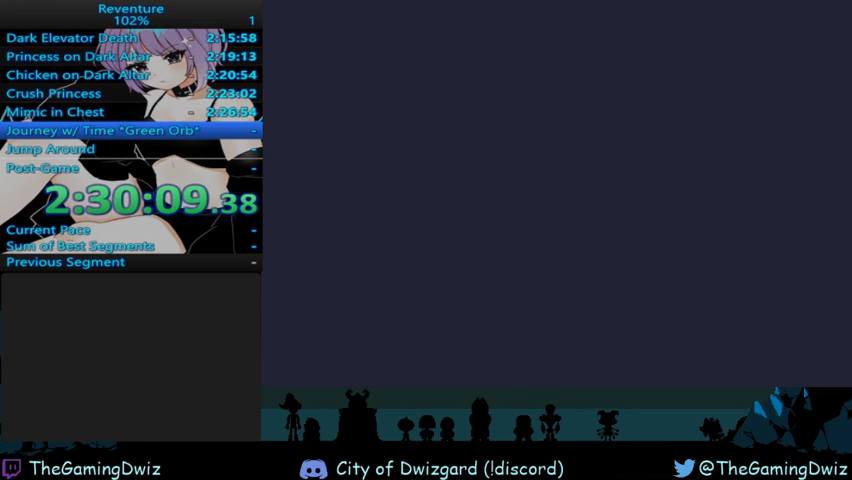 Reventure
102% 1
Dark Elevator Death - 2:15:58
Princess on Dark Altar 2:19:13
Chicken on Dark Altar 2:20:54
Crush Princess 2:23:02
Mimic in Chest - 2:26:54
Journey w/ Time *Green Orb* -
Jump Around -
Post-Game -
2:30:09.38
Current Pace -
Sum of Best Segments -
Previous Segment -
TheGamingDwiz City of Dwizgard (!discord) @TheGamingDwiz